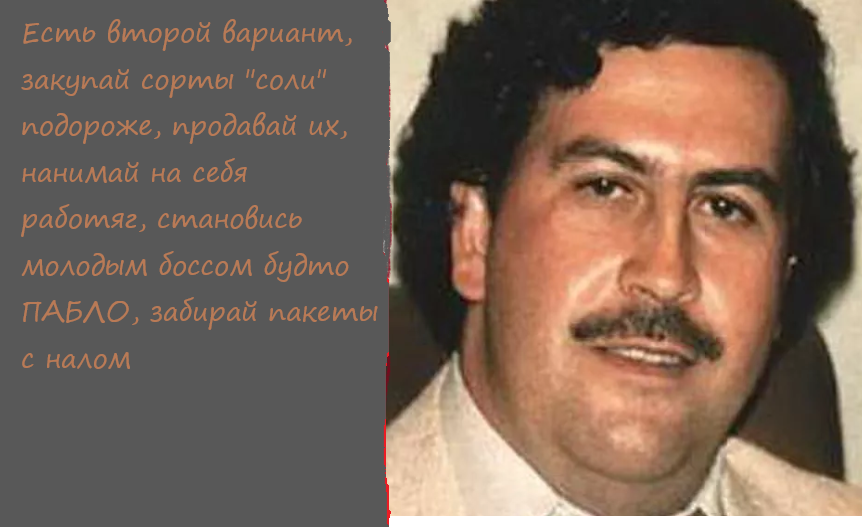 Есть второй вариант,
закупай сорты "соли"
подороже, продавай их,
нанимай на себя
работяг, становись
молодым боссом будто
ПАБЛО, забирай пакеты
с налом